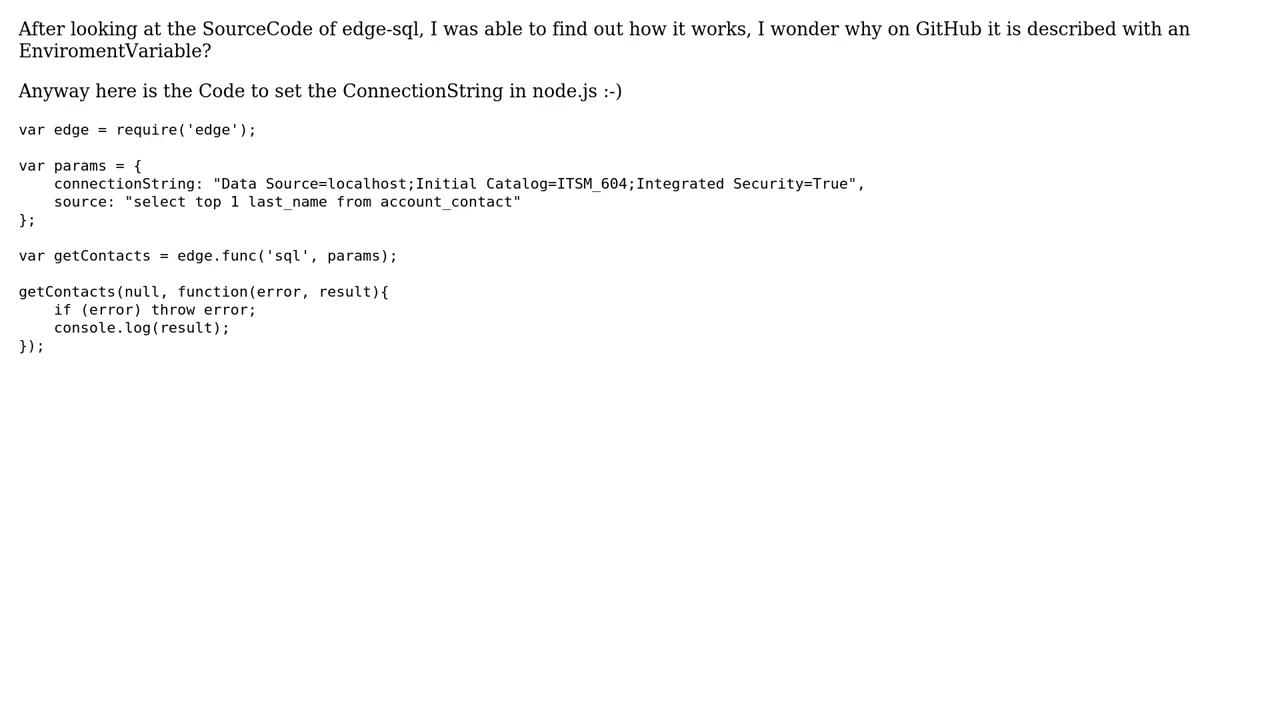 After looking at the SourceCode of edge-sql, I was able to find out how it works, I wonder why on GitHub it is described with an
EnviromentVariable?
Anyway here is the Code to set the ConnectionString in node.js :-)
var edge = require('edge');
var params = {
    connectionString: "Data Source=localhost;Initial Catalog=ITSM_604;Integrated Security=True",
    source: "select top 1 last_name from account_contact"
};
var getContacts = edge.func('sql', params);
getContacts(null, function(error, result){
    if (error) throw error;
    console.log(result);
});